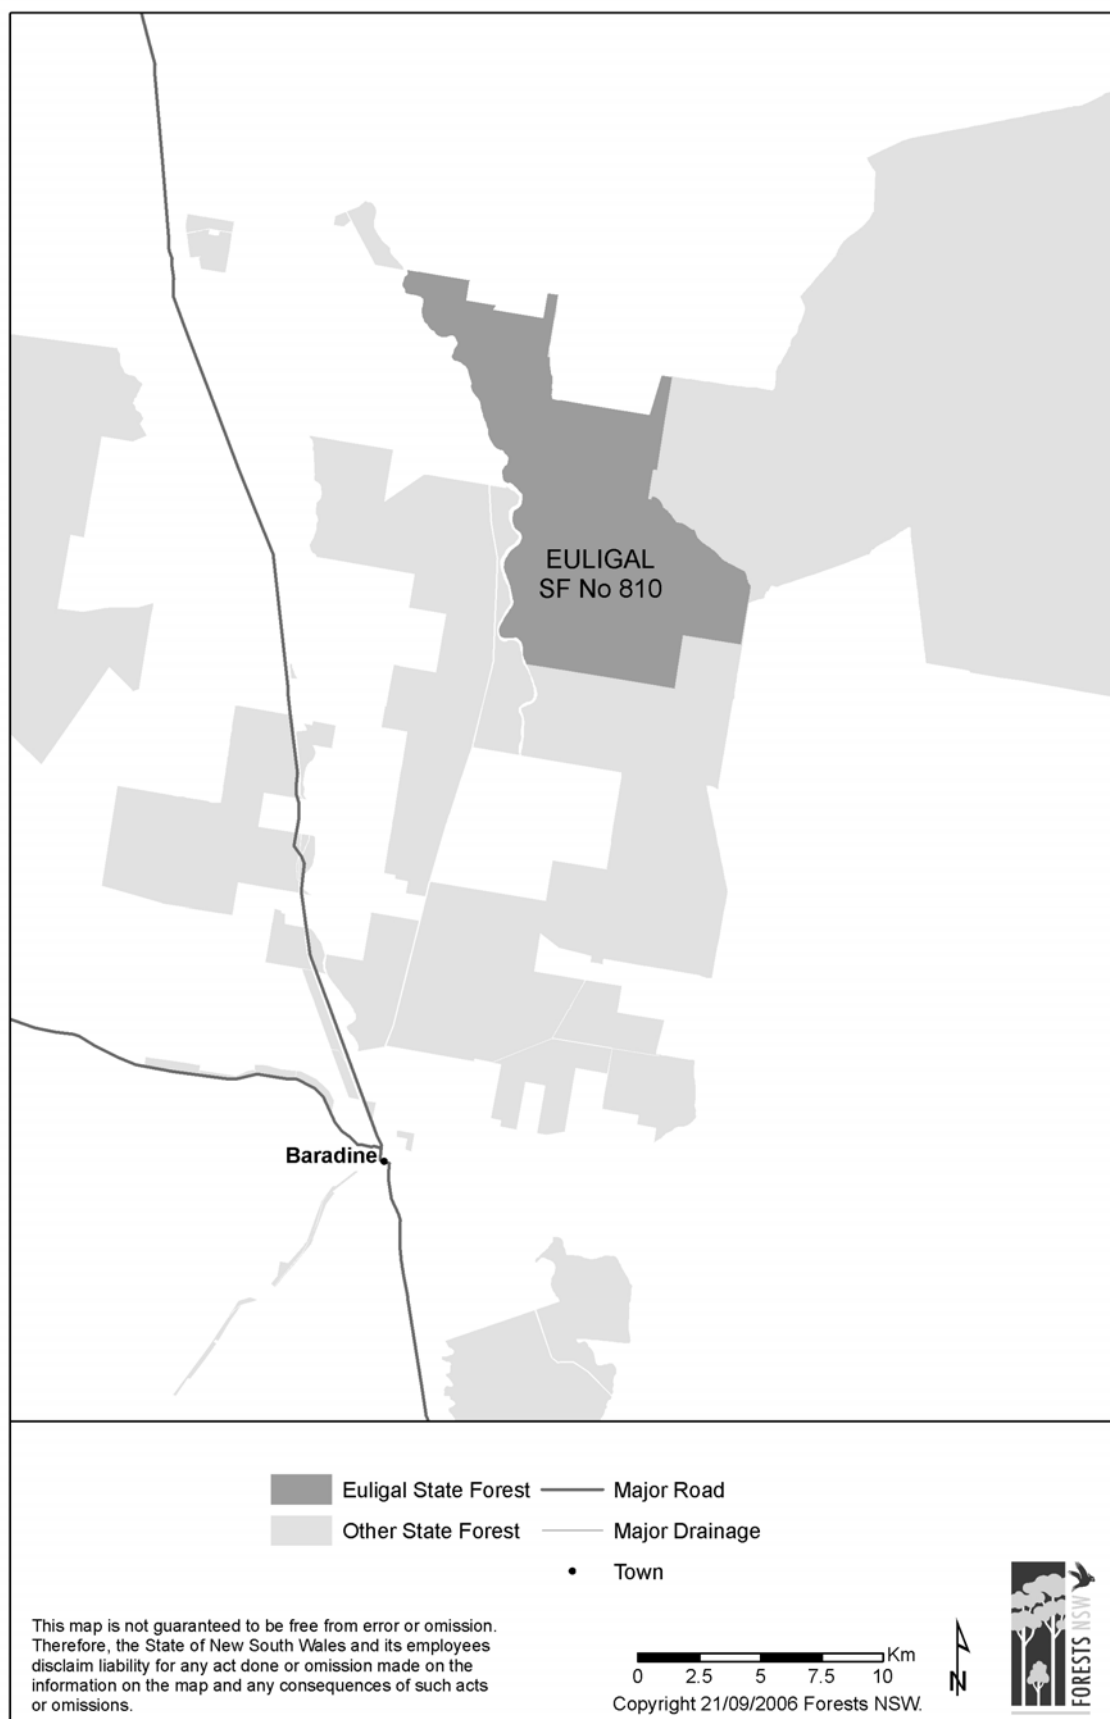 EULIGAL
SF No 810
Baradine
Euligal State Forest
Major Road
Other State Forest
Major Drainage
Town
This map is not guaranteed to be free from error or omission.
Therefore, the State of New South Wales and its employees
disclaim liability for any act done or omission made on the
information on the map and any consequences of such acts
or omissions.
Km
0 2.5 5 7.5 10
Copyright 21/09/2006 Forests NSW.
N
FORESTS NSW